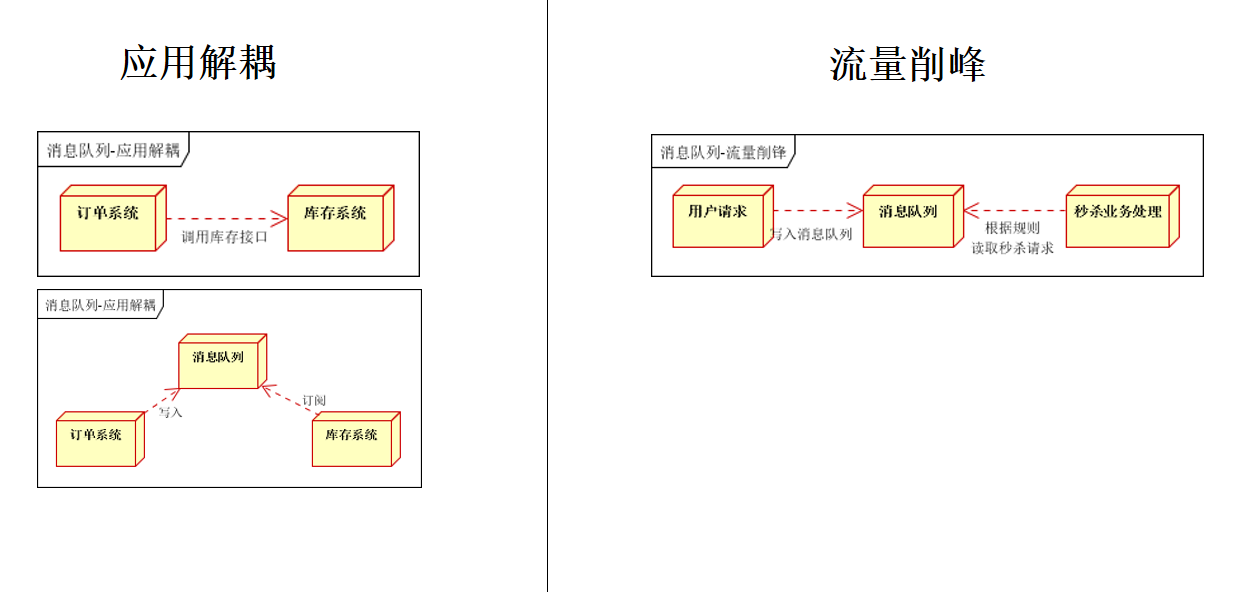 应用解耦
消息队列-应用解耦
订单系统
库存系统
调用库存接口
消息队列-应用解耦
消息队列
写入
订阅
订单系统
库存系统
流量削峰
消息队列-流量削锋
用户请求
消息队列
秒杀业务处理
写入消息队列
根据规则
读取秒杀请求